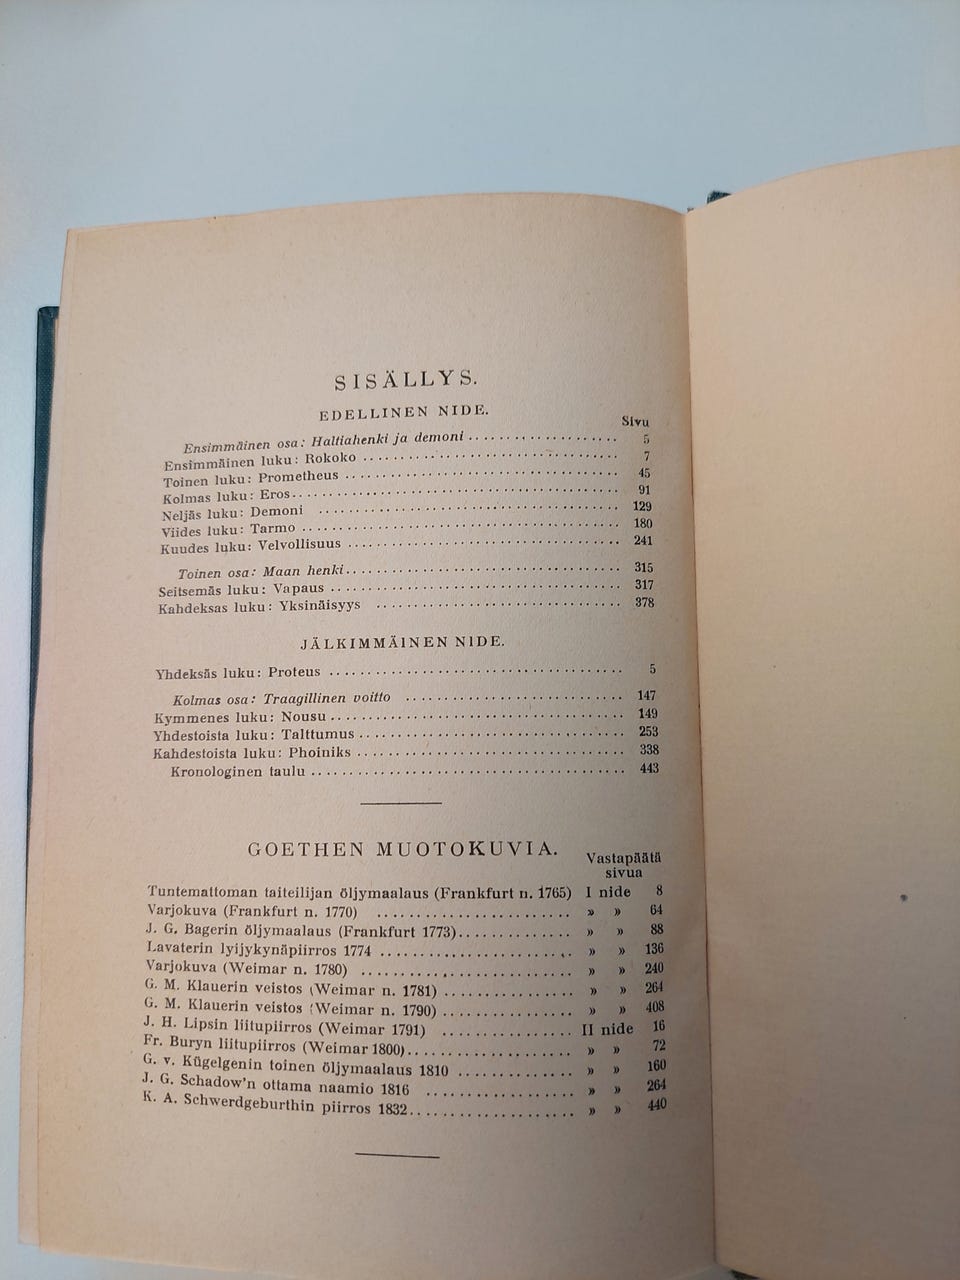 SISÄLLYS.
EDELLINEN NIDE.
Sivu
Ensimmäinen osa: Haltiahenki ja demoni .................... 5
Ensimmäinen luku: Rokoko .................... 7
Toinen luku: Prometheus .................... 45
Kolmas luku: Eros .................... 91
Neljäs luku: Demoni .................... 129
Viides luku: Tarmo .................... 180
Kuudes luku: Velvollisuus .................... 241
Toinen osa: Maan henki .................... 315
Seitsemäs luku: Vapaus .................... 317
Kahdeksas luku: Yksinäisyys .................... 378
JÄLKIMMÄINEN NIDE.
Yhdeksäs luku: Proteus .................... 5
Kolmas osa: Traagillinen voitto .................... 147
Kymmenes luku: Nousu .................... 149
Yhdestoista luku: Talttumus .................... 253
Kahdestoista luku: Phoiniks .................... 338
Kronologinen taulu .................... 443
GOETHEN MUOTOKUVIA.
Vastapäätä
sivua
Tuntemattoman taiteilijan öljymaalaus (Frankfurt n. 1765) I nide 8
Varjokuva (Frankfurt n. 1770) .................... » » 64
J. G. Bagerin öljymaalaus (Frankfurt 1773) .................... » » 88
Lavaterin lyijykynäpiirros 1774 .................... » » 136
Varjokuva (Weimar n. 1780) .................... » » 240
G. M. Klauerin veistos (Weimar n. 1781) .................... » » 264
G. M. Klauerin veistos (Weimar n. 1790) .................... » » 408
J. H. Lipsin liitupiirros (Weimar 1791) .................... II nide 16
Fr. Buryn liitupiirros (Weimar 1800) .................... » » 72
G. v. Kügelgenin toinen öljymaalaus 1810 .................... » » 160
J. G. Schadow'n ottama naamio 1816 .................... » » 264
K. A. Schwerdgeburthin piirros 1832 .................... » » 440